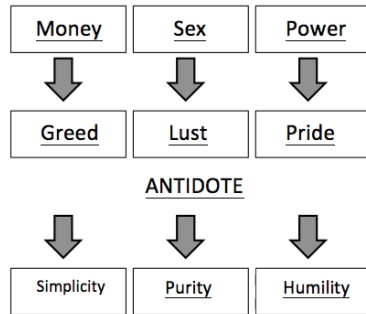 Money Sex Power
Greed Lust Pride
ANTIDOTE
Simplicity Purity Humility